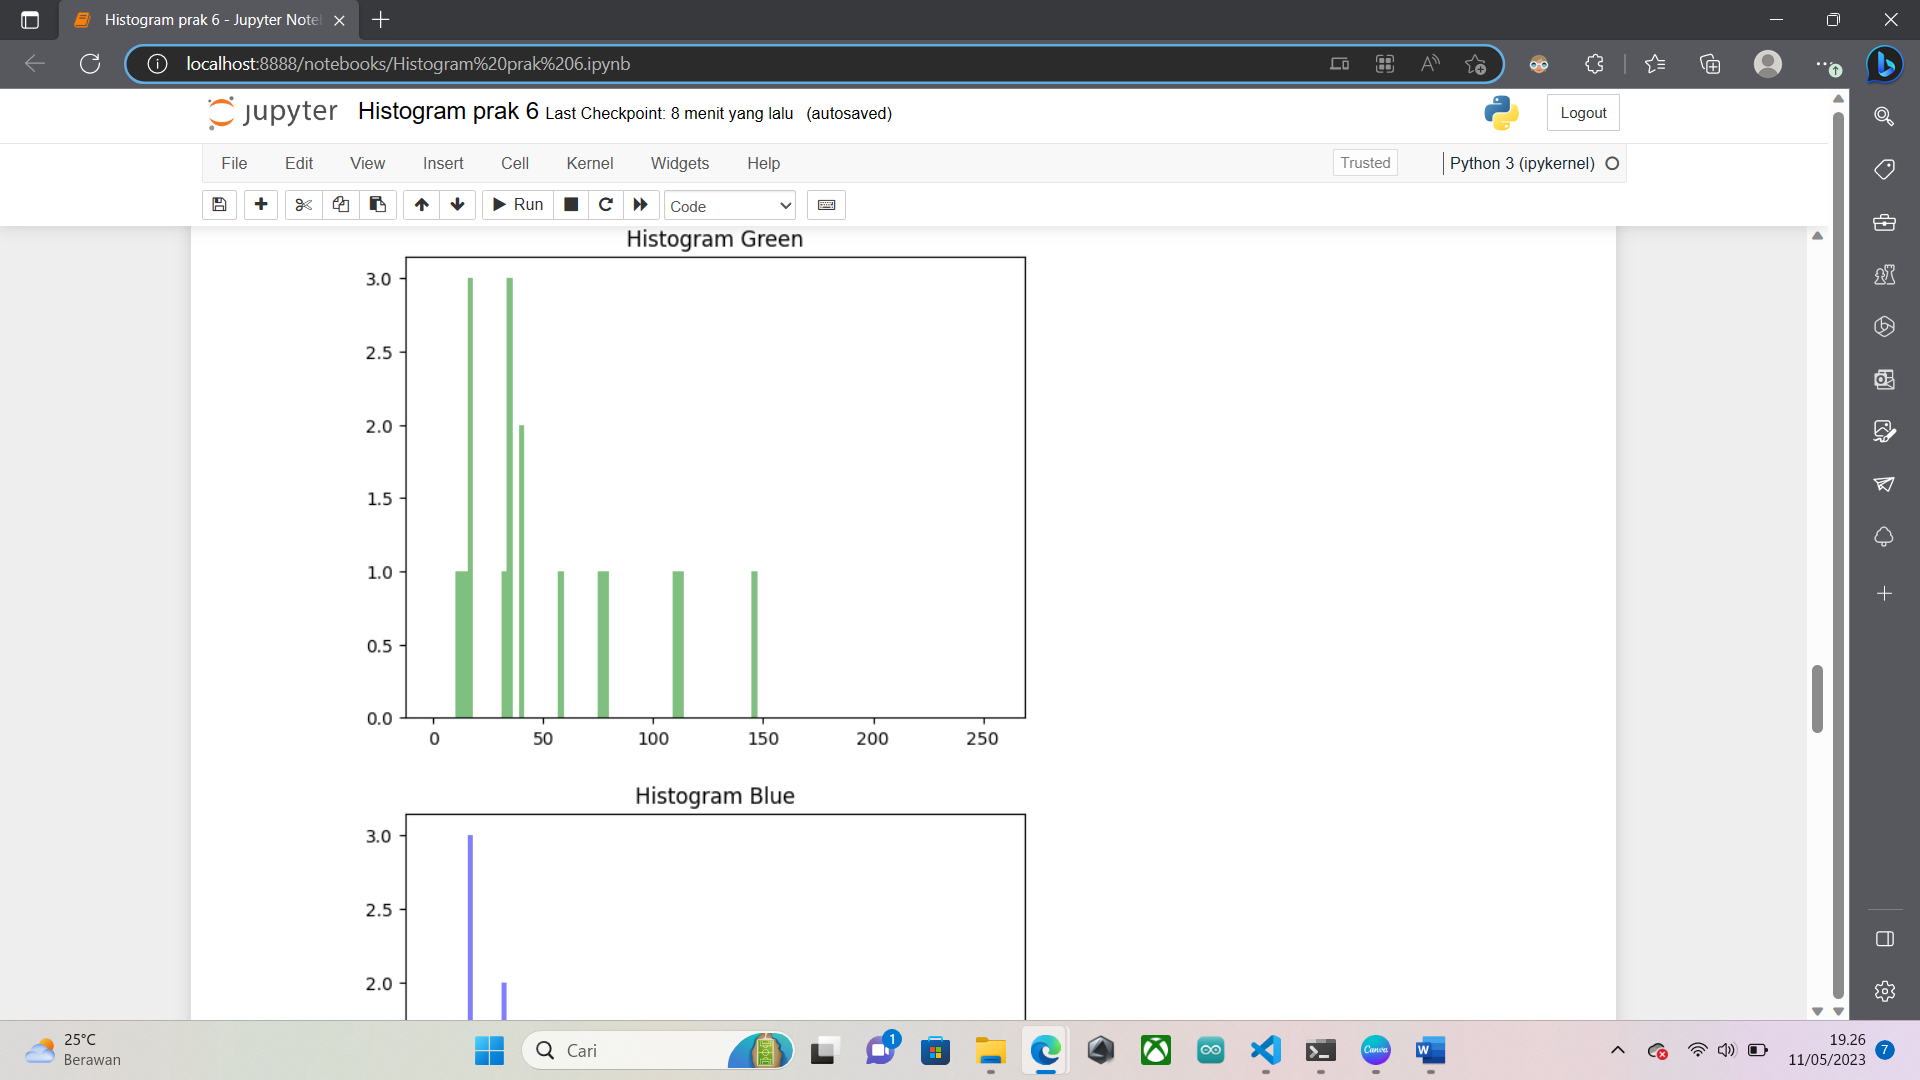 Histogram prak 6 - Jupyter Note
localhost:8888/notebooks/Histogram%20prak%206.ipynb
jupyter Histogram prak 6 Last Checkpoint: 8 menit yang lalu (autosaved)
Logout
File Edit View Insert Cell Kernel Widgets Help
Trusted
Python 3 (ipykernel)
Run
Code
Histogram Green
3.0
2.5
2.0
1.5
1.0
0.5
0.0
0 50 100 150 200 250
Histogram Blue
3.0
2.5
2.0
25°C
Berawan
Cari
1
Canva
19.26
11/05/2023
7